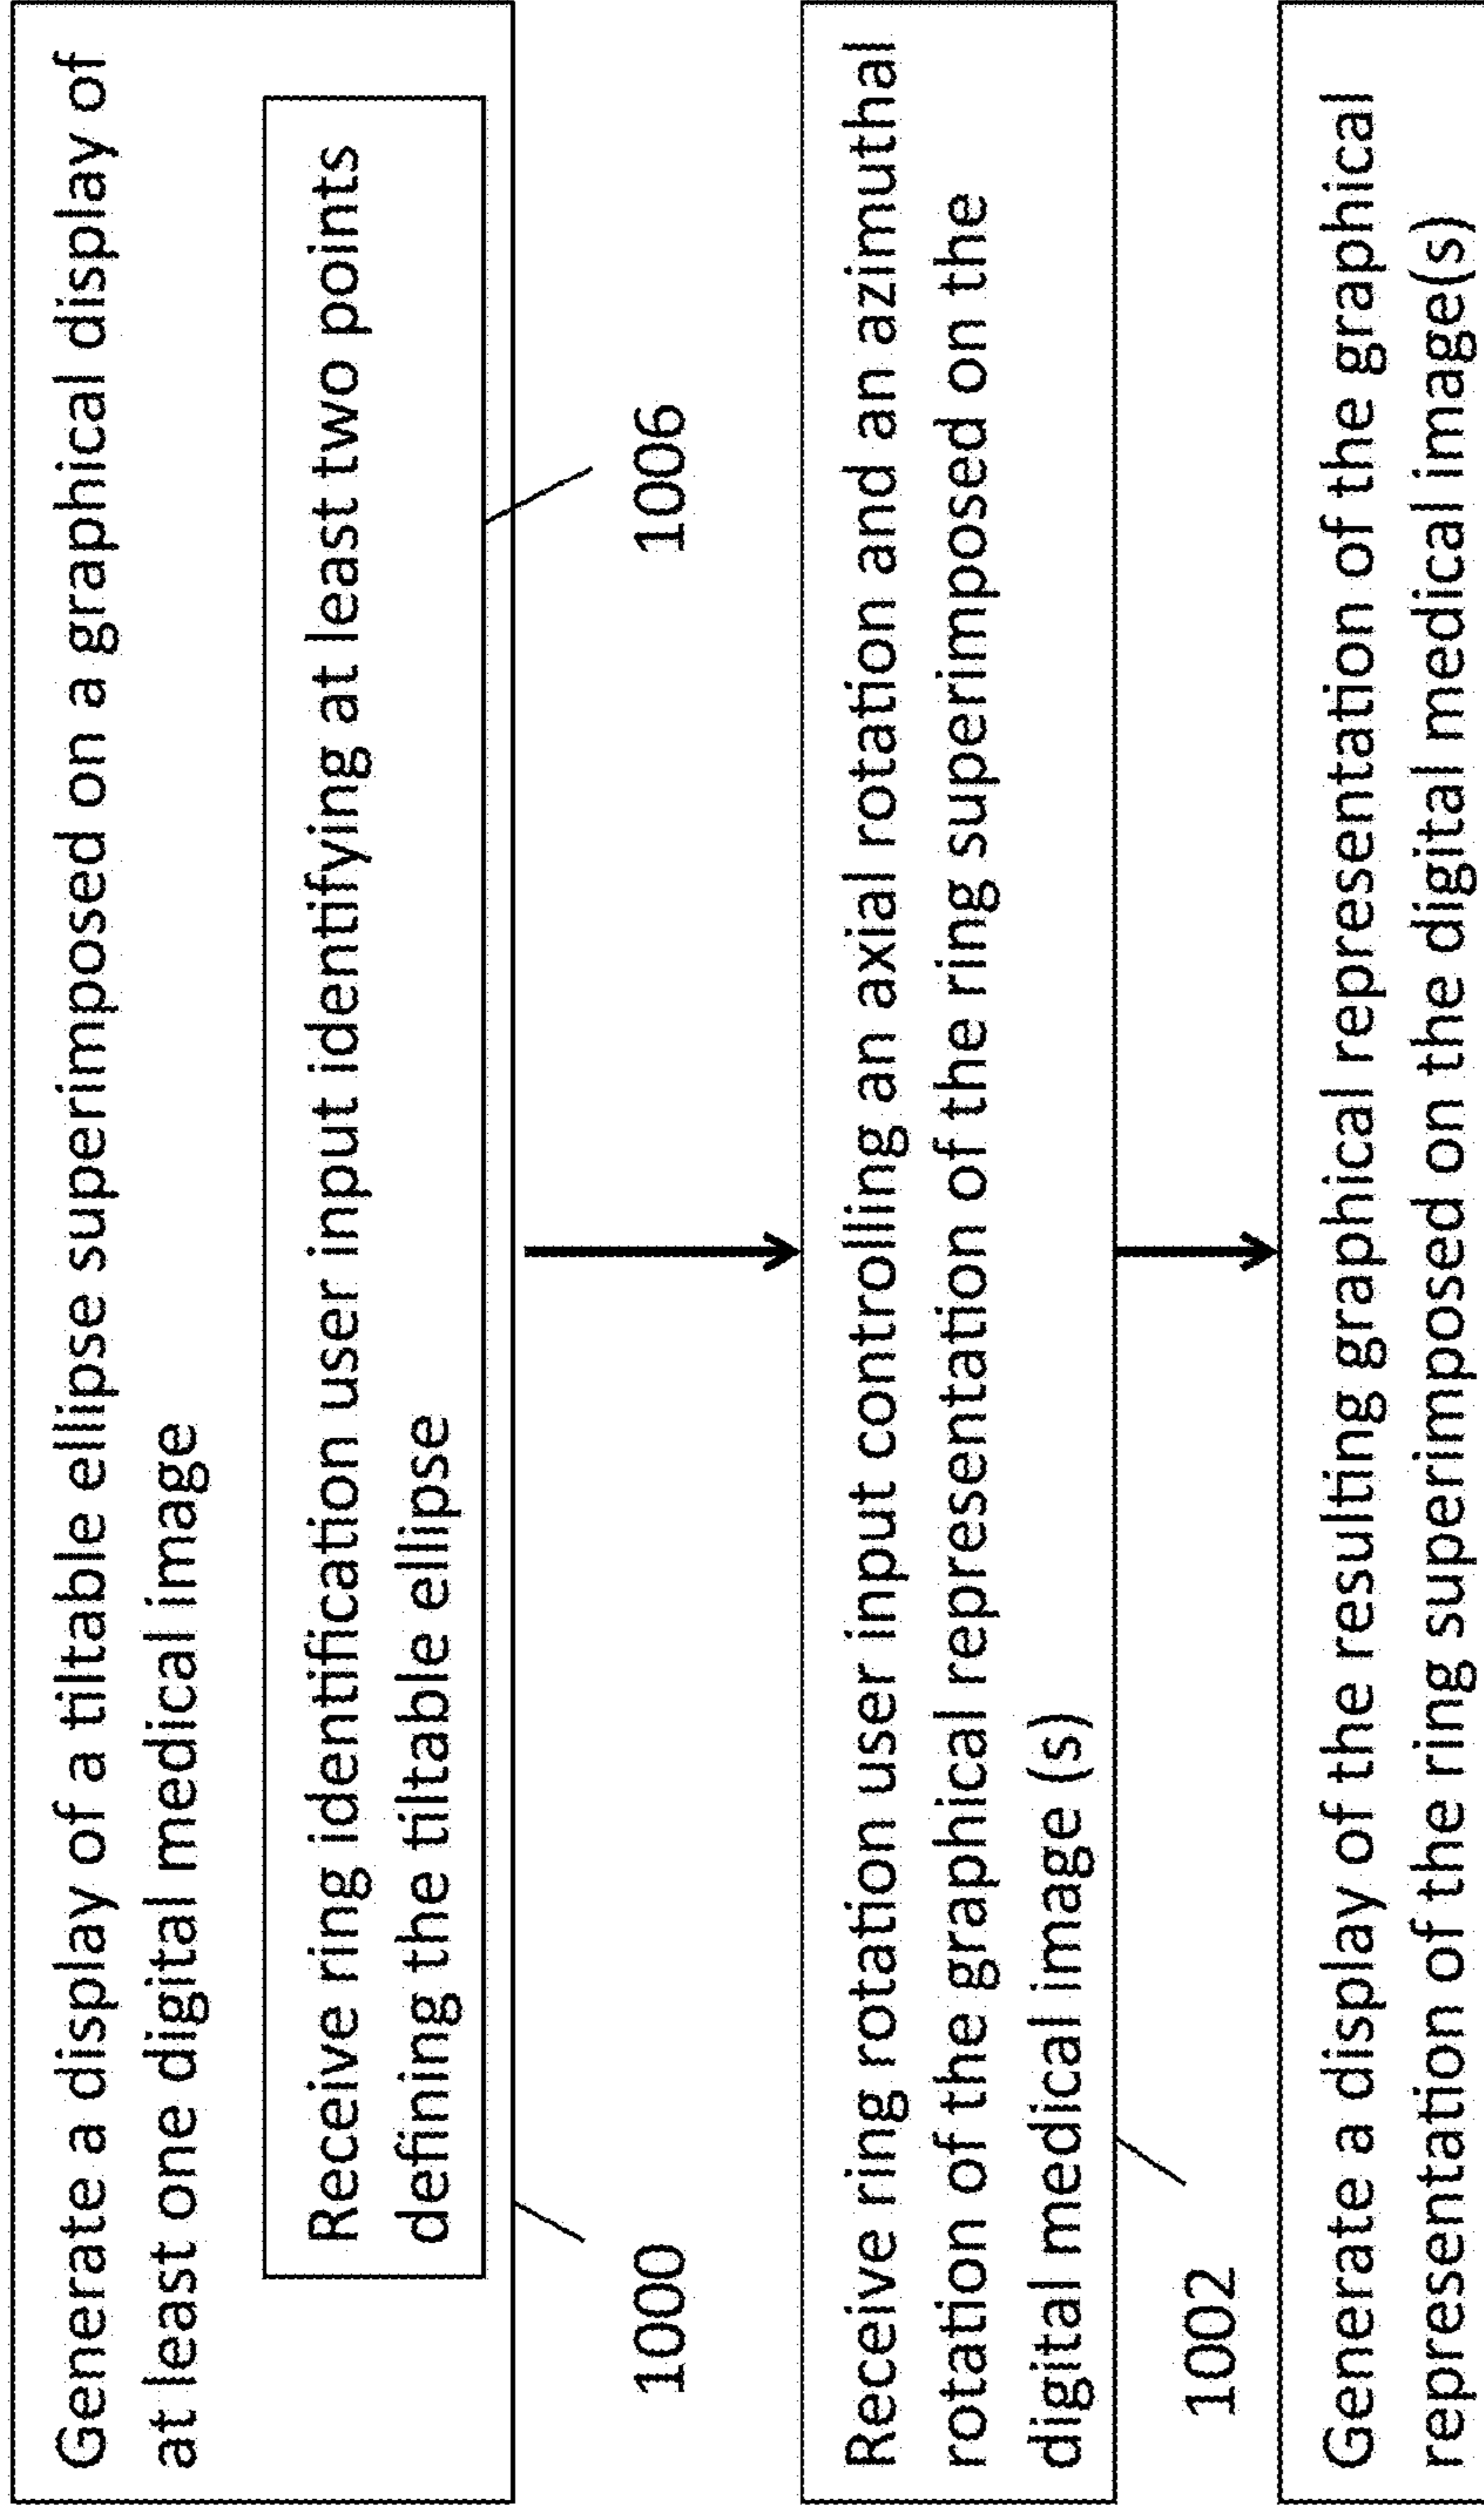 Generate a display of a tiltable ellipse superimposed on a graphical display of
at least one digital medical image
Receive ring identification user input identifying at least two points
defining the tiltable ellipse
1000
1006
Receive ring rotation user input controlling an axial rotation and an azimuthal
rotation of the graphical representation of the ring superimposed on the
digital medical image (s)
1002
Generate a display of the resulting graphical representation of the graphical
representation of the ring superimposed on the digital medical image(s)